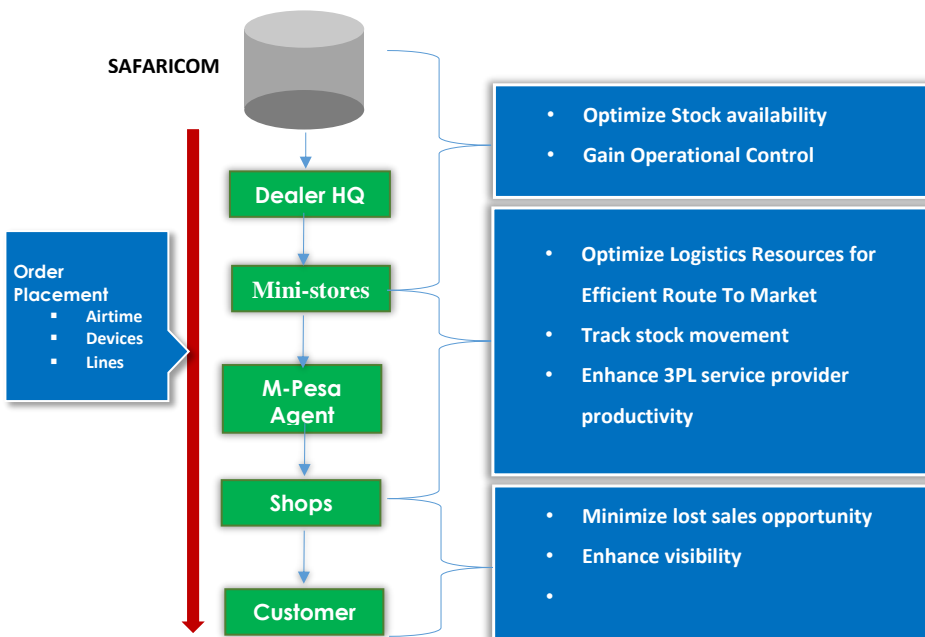 SAFARICOM
Dealer HQ
Mini-stores
M-Pesa
Agent
Shops
Customer
Order
Placement
▪ Airtime
▪ Devices
▪ Lines
• Optimize Stock availability
• Gain Operational Control
• Optimize Logistics Resources for
Efficient Route To Market
• Track stock movement
• Enhance 3PL service provider
productivity
• Minimize lost sales opportunity
• Enhance visibility
•